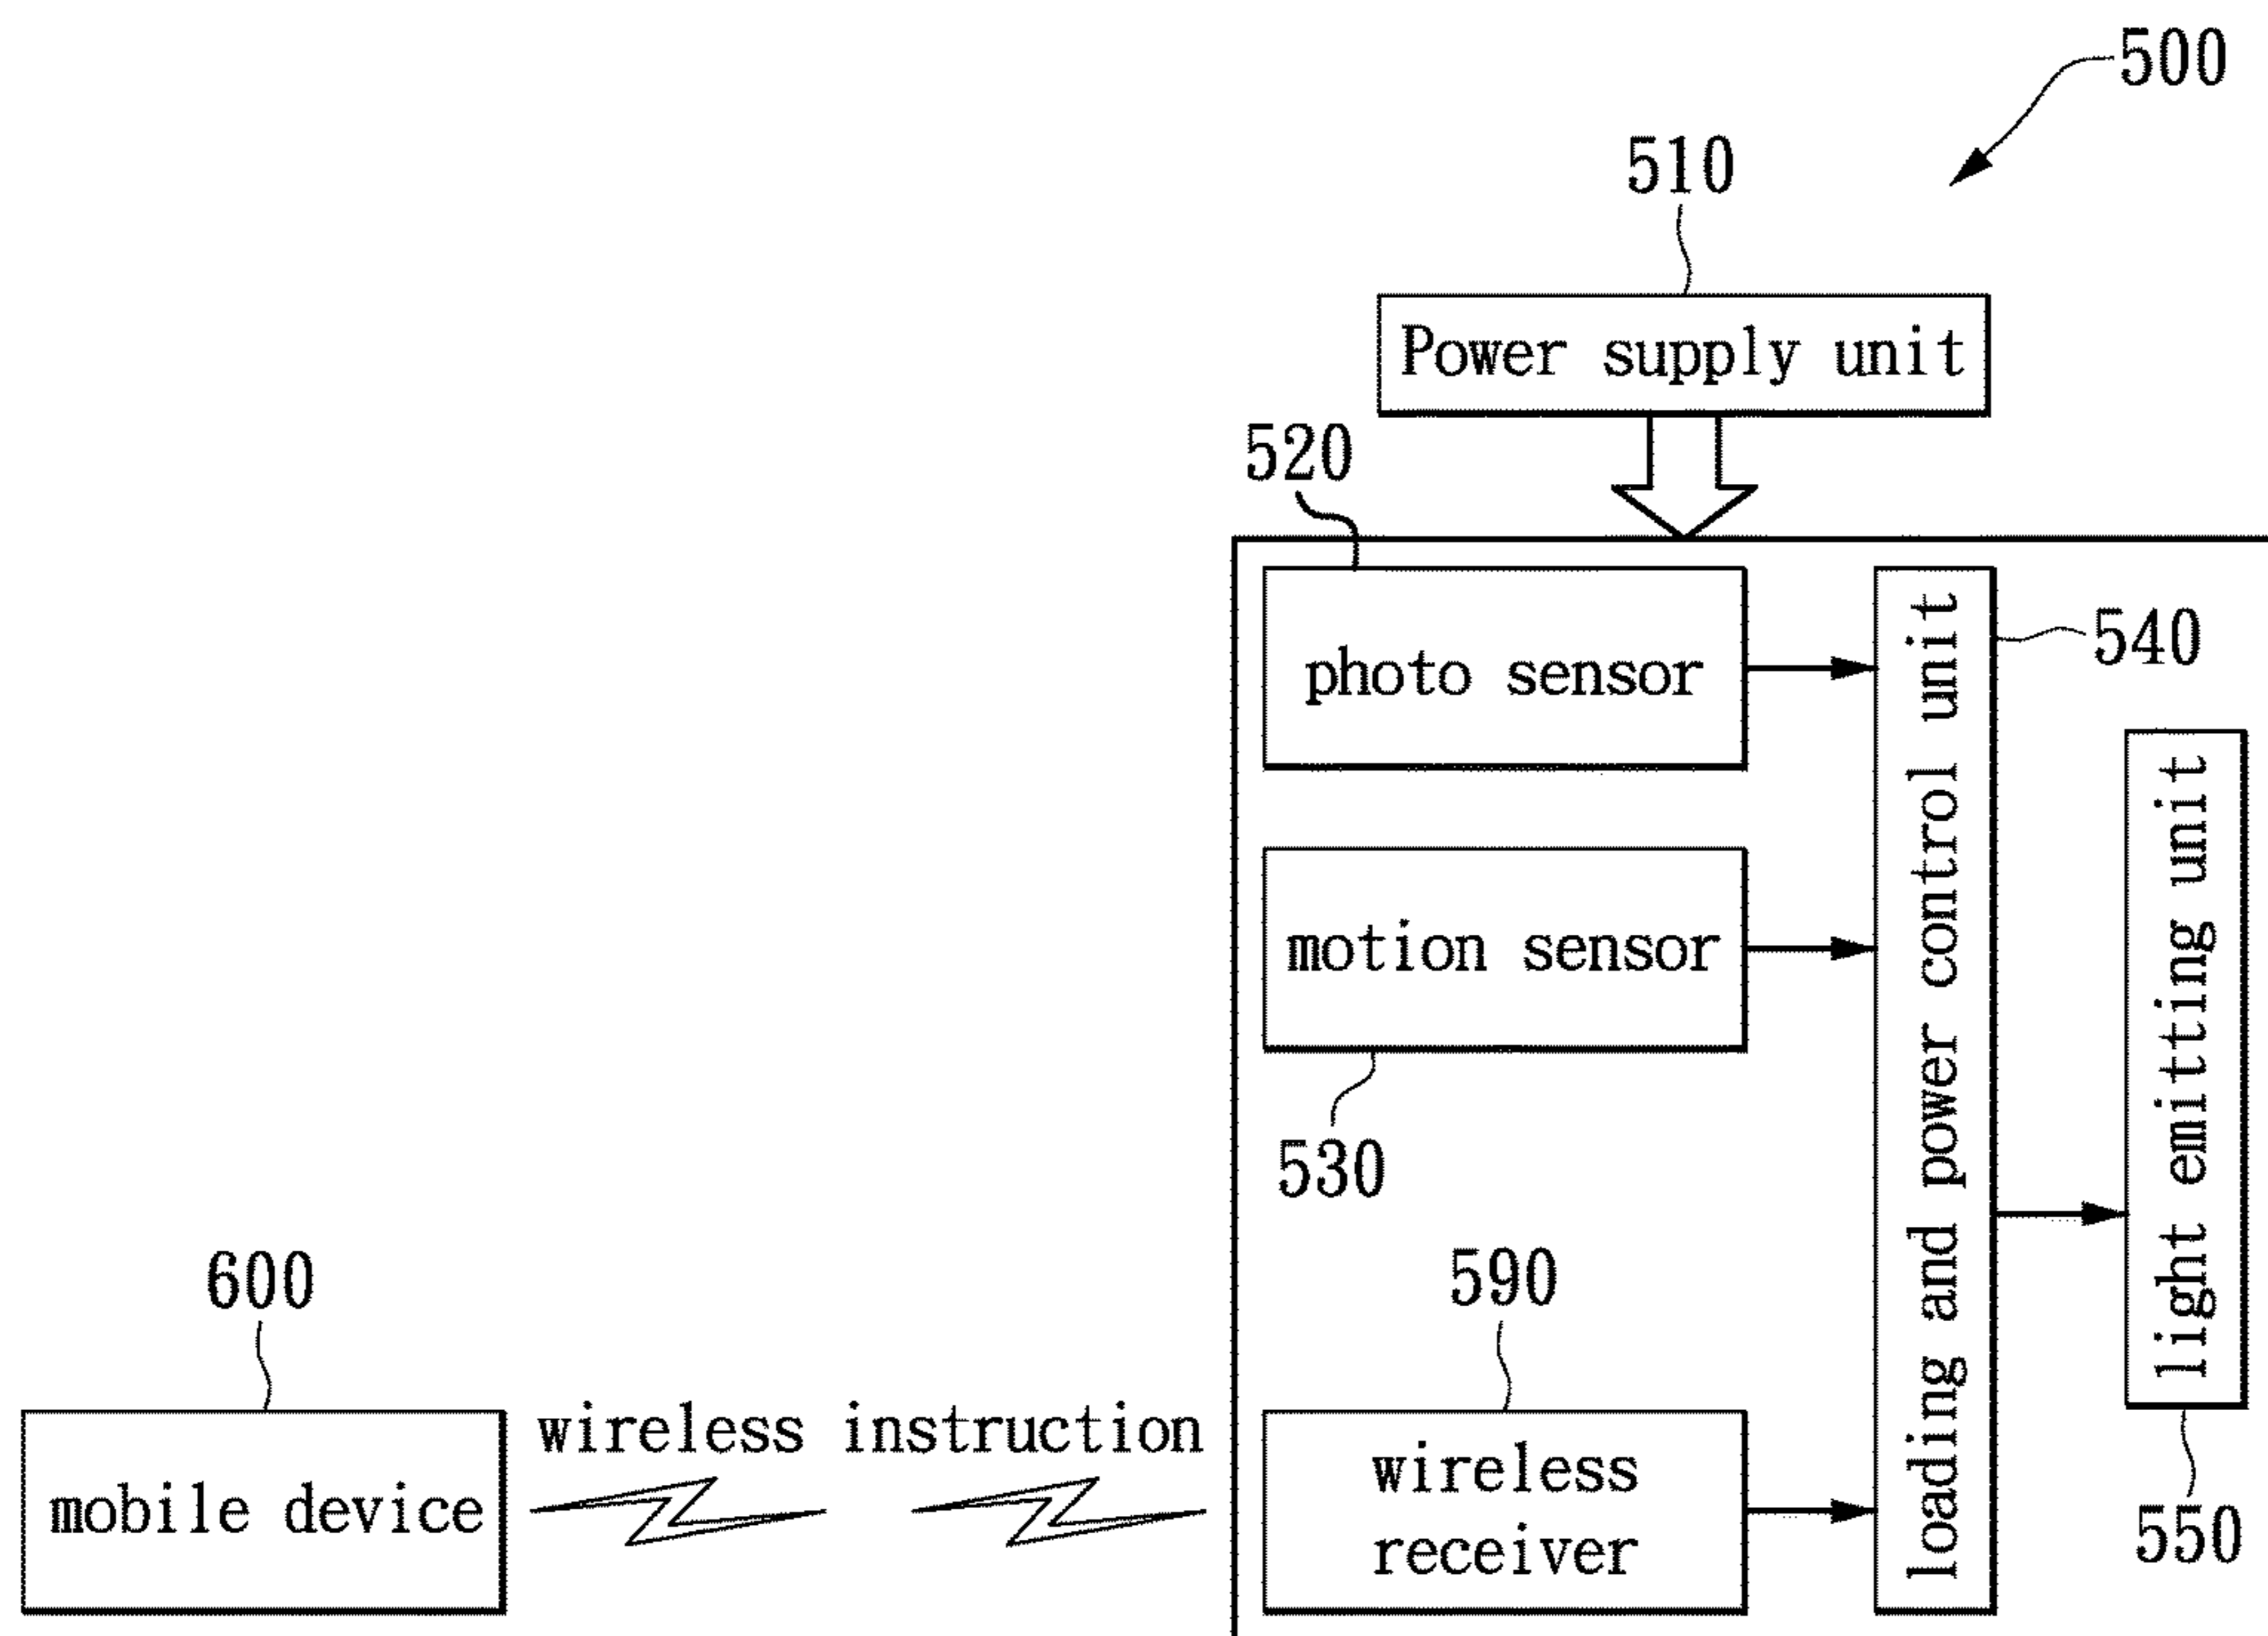 500
510
Power supply unit
520
photo sensor
540
loading and power control unit
motion sensor
530
light emitting unit
550
600
mobile device
wireless instruction
590
wireless
receiver